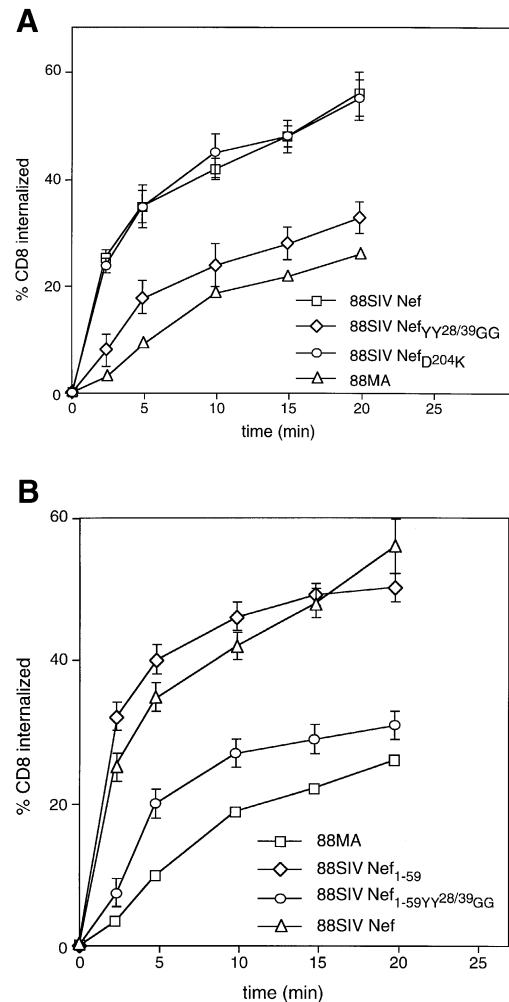 A
60
40
20
0
% CD8 internalized
88SIV Nef
88SIV NefYY28/39GG
88SIV NefD204K
88MA
0 5 10 15 20 25
time (min)
B
60
40
20
0
% CD8 internalized
88MA
88SIV Nef1-59
88SIV Nef1-59YY28/39GG
88SIV Nef
0 5 10 15 20 25
time (min)